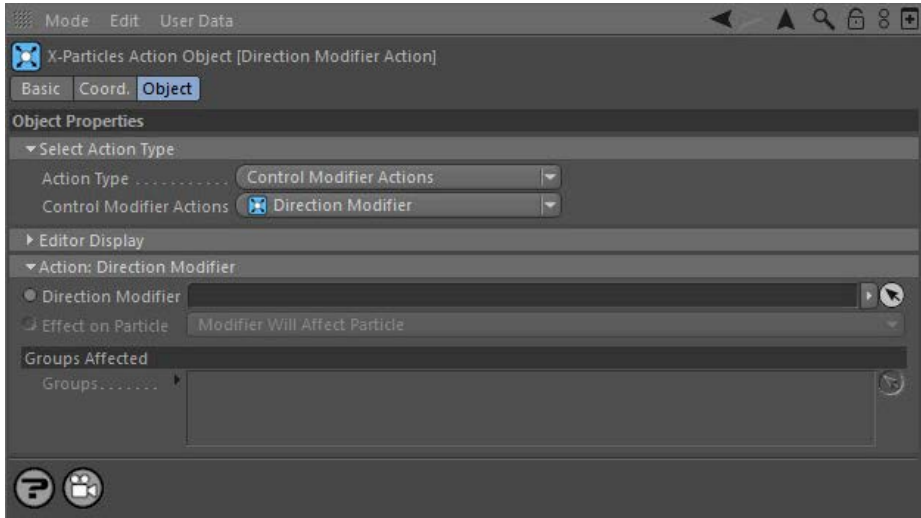 Mode Edit User Data
X-Particles Action Object [Direction Modifier Action]
Basic Coord. Object
Object Properties
Select Action Type
Action Type . . . . . . . . . . . Control Modifier Actions
Control Modifier Actions Direction Modifier
Editor Display
Action: Direction Modifier
Direction Modifier
Effect on Particle Modifier Will Affect Particle
Groups Affected
Groups. . . . . . .